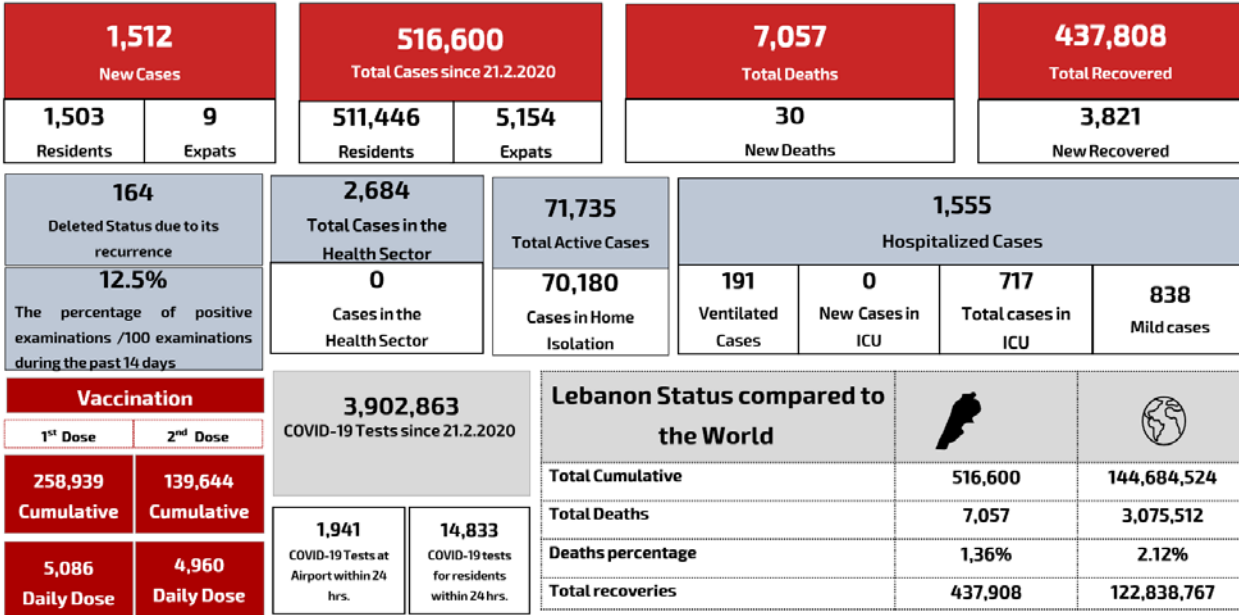 1,512
New Cases
1,503
Residents
9
Expats
516,600
Total Cases since 21.2.2020
511,446
Residents
5,154
Expats
7,057
Total Deaths
30
New Deaths
437,808
Total Recovered
3,821
New Recovered
164
Deleted Status due to its
recurrence
12.5%
The percentage of positive
examinations /100 examinations
during the past 14 days
2,684
Total Cases in the
Health Sector
0
Cases in the
Health Sector
71,735
Total Active Cases
70,180
Cases in Home
Isolation
1,555
Hospitalized Cases
191
Ventilated
Cases
0
New Cases in
ICU
717
Total cases in
ICU
838
Mild cases
Vaccination
1st Dose
2nd Dose
258,939
Cumulative
139,644
Cumulative
5,086
Daily Dose
4,960
Daily Dose
3,902,863
COVID-19 Tests since 21.2.2020
1,941
COVID-19 Tests at
Airport within 24
hrs.
14,833
COVID-19 tests
for residents
within 24 hrs.
Lebanon Status compared to
the World
Total Cumulative 516,600 144,684,524
Total Deaths 7,057 3,075,512
Deaths percentage 1,36% 2.12%
Total recoveries 437,908 122,838,767